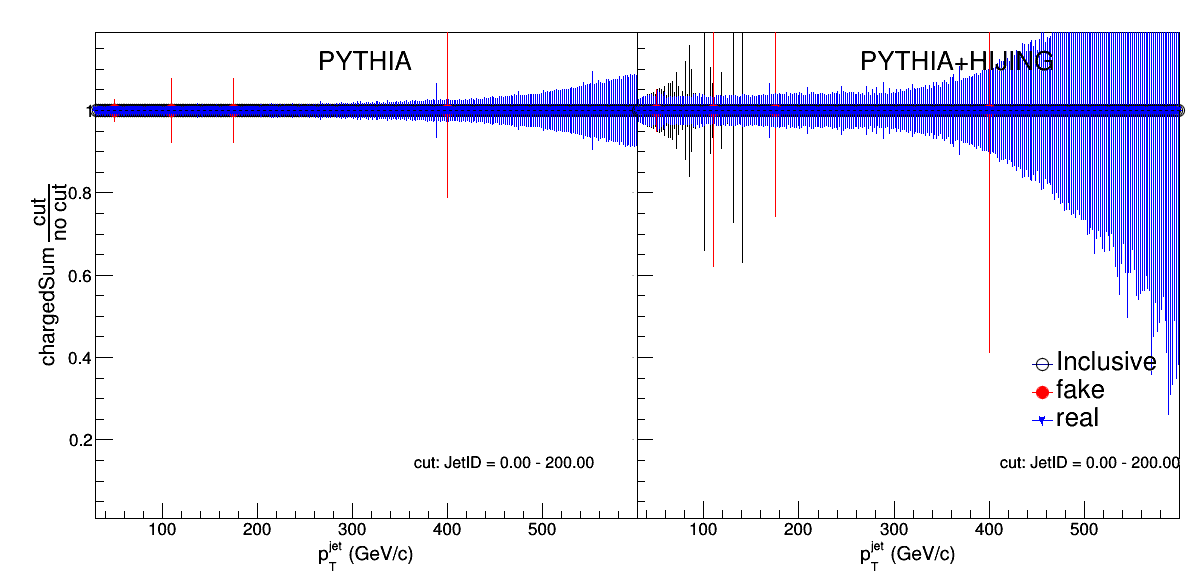 PYTHIA
PYTHIA+HIJING
chargedSum cut
no cut
1
0.8
0.6
0.4
0.2
Inclusive
fake
real
cut: JetID = 0.00 - 200.00
cut: JetID = 0.00 - 200.00
100 200 300 400 500
100 200 300 400 500
p_T^jet (GeV/c)
p_T^jet (GeV/c)